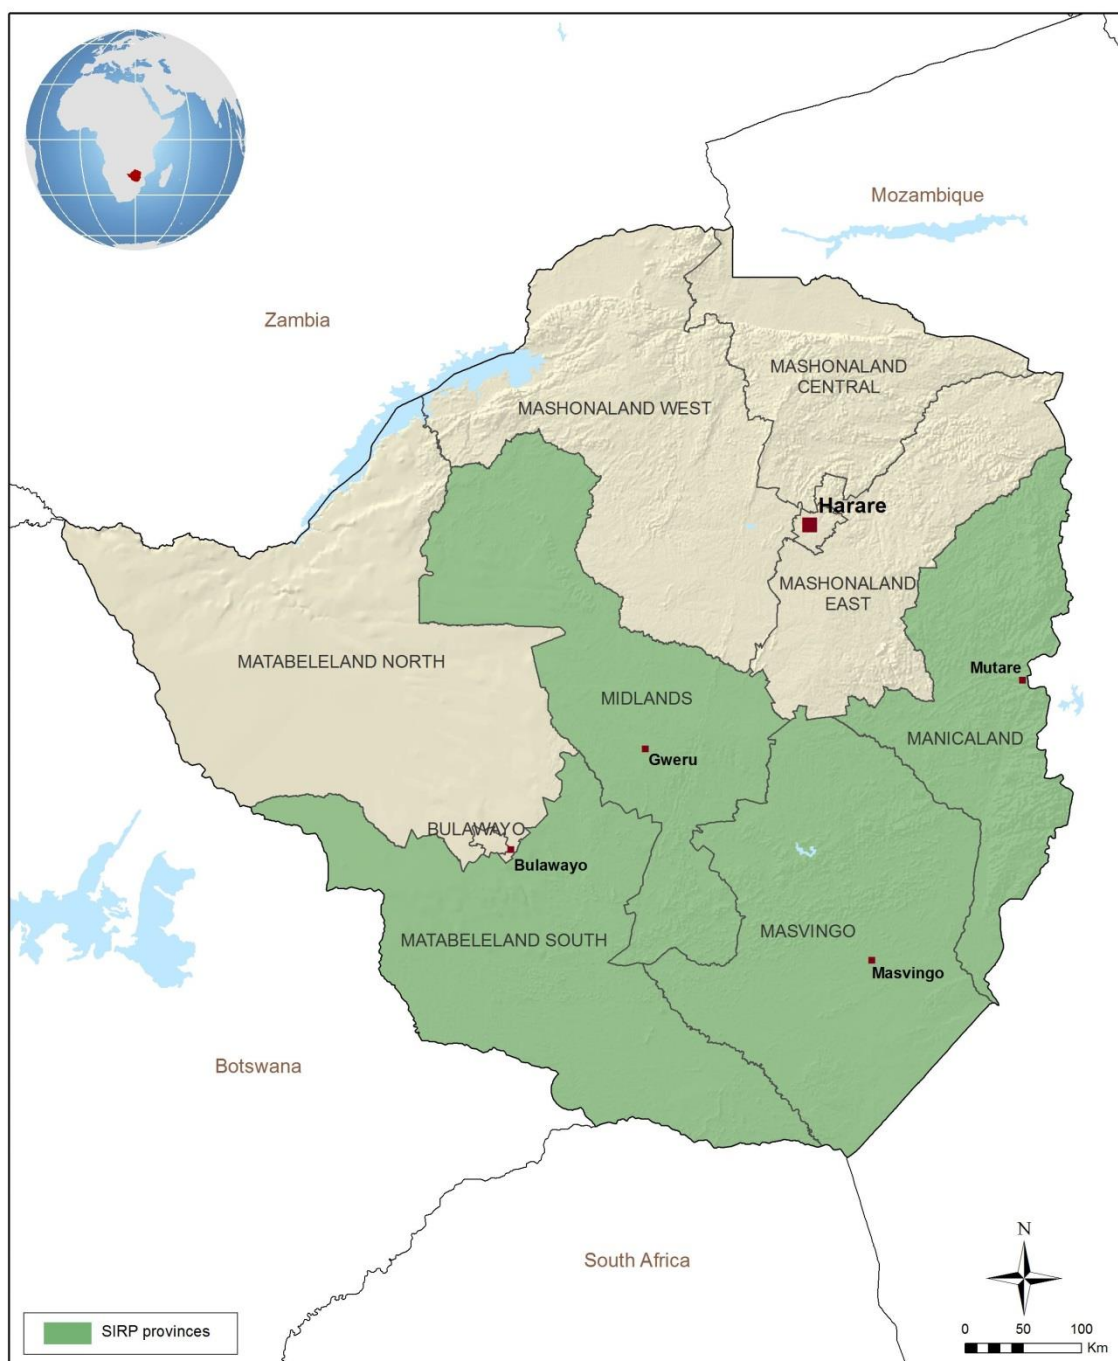 Mozambique
Zambia
MASHONALAND
CENTRAL
MASHONALAND WEST
Harare
MASHONALAND
EAST
MATABELELAND NORTH
Mutare
MIDLANDS
MANICALAND
Gweru
BULAWAYO
Bulawayo
MATABELELAND SOUTH
MASVINGO
Masvingo
Botswana
South Africa
N
SIRP provinces
0 50 100
Km